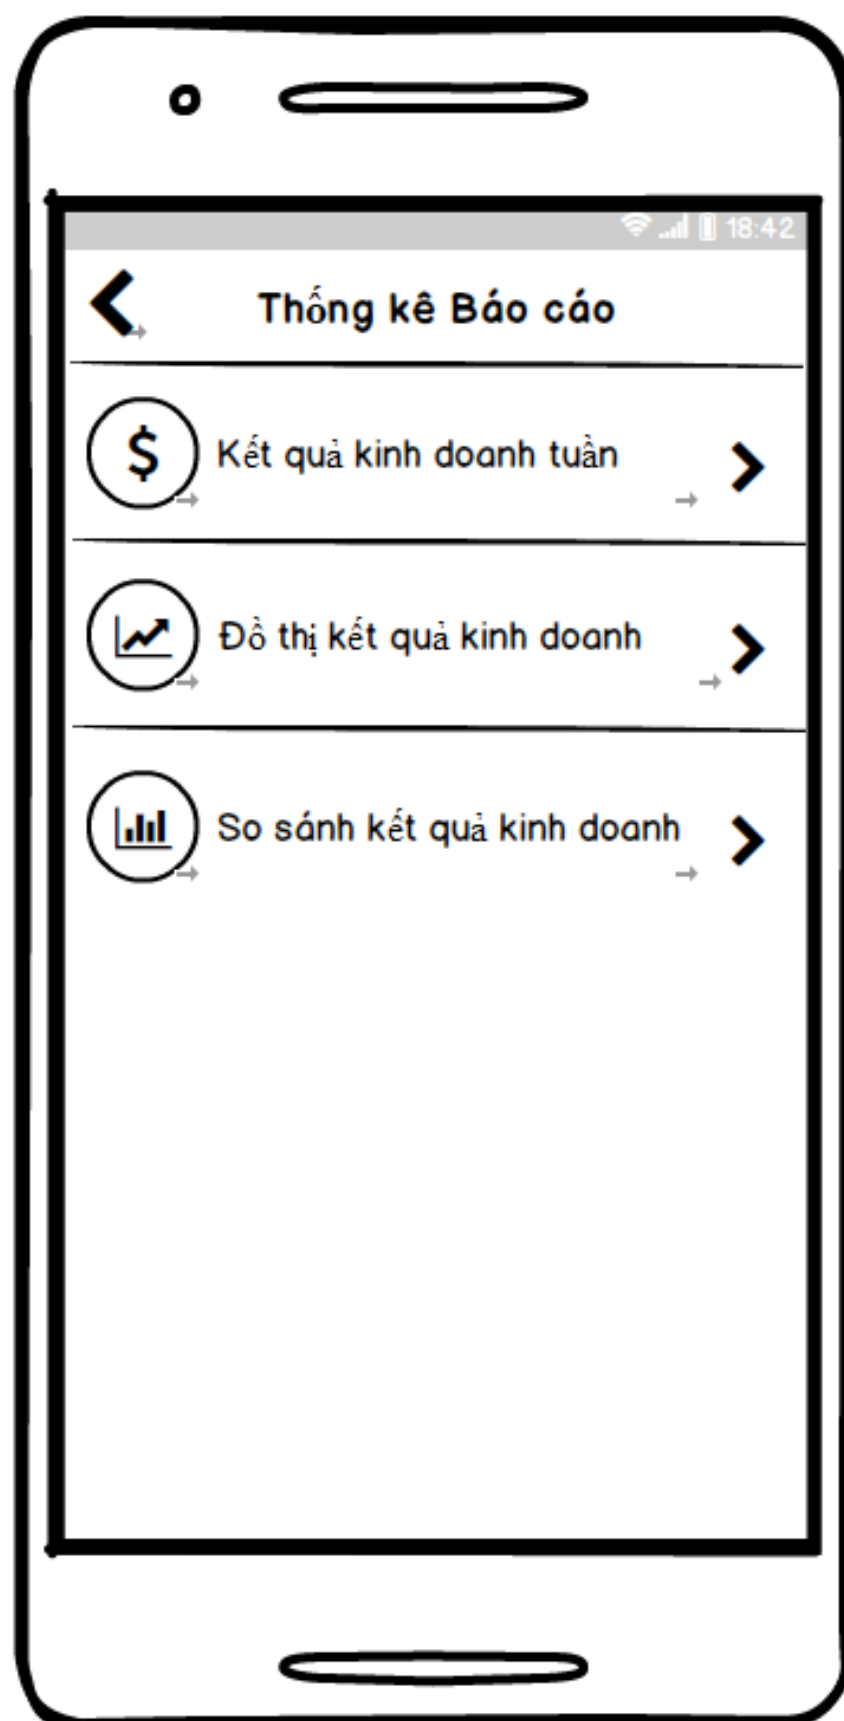 18:42
Thống kê Báo cáo
$ Kết quả kinh doanh tuần
Đồ thị kết quả kinh doanh
So sánh kết quả kinh doanh